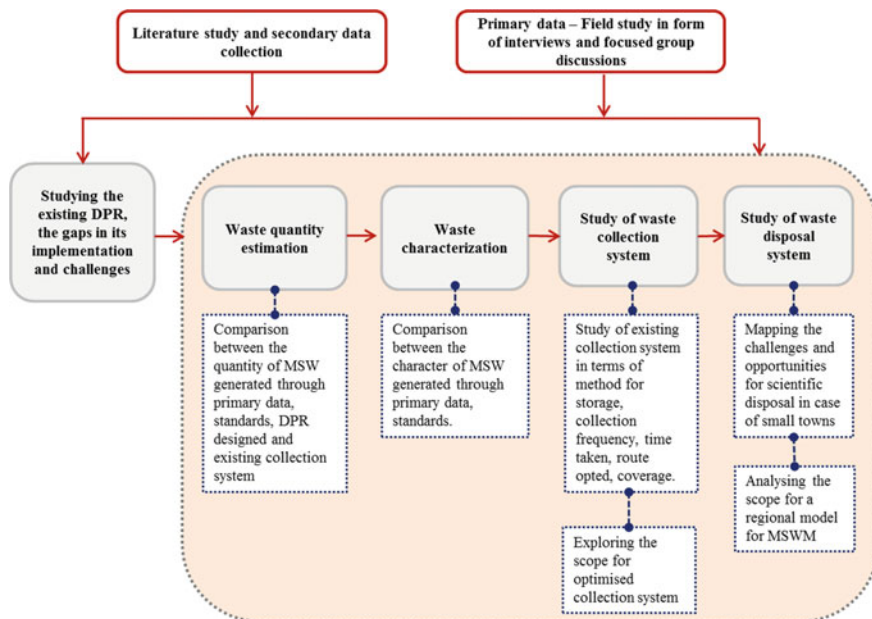 Literature study and secondary data
collection
Primary data – Field study in form
of interviews and focused group
discussions
Studying the
existing DPR,
the gaps in its
implementation
and challenges
Waste quantity
estimation
Waste
characterization
Study of waste
collection
system
Study of waste
disposal
system
Comparison
between the
quantity of MSW
generated through
primary data,
standards, DPR
designed and
existing collection
system
Comparison
between the
character of MSW
generated through
primary data,
standards.
Study of existing
collection system
in terms of
method for
storage,
collection
frequency, time
taken, route
opted, coverage.
Exploring the
scope for
optimised
collection system
Mapping the
challenges and
opportunities
for scientific
disposal in case
of small towns
Analysing the
scope for a
regional model
for MSWM